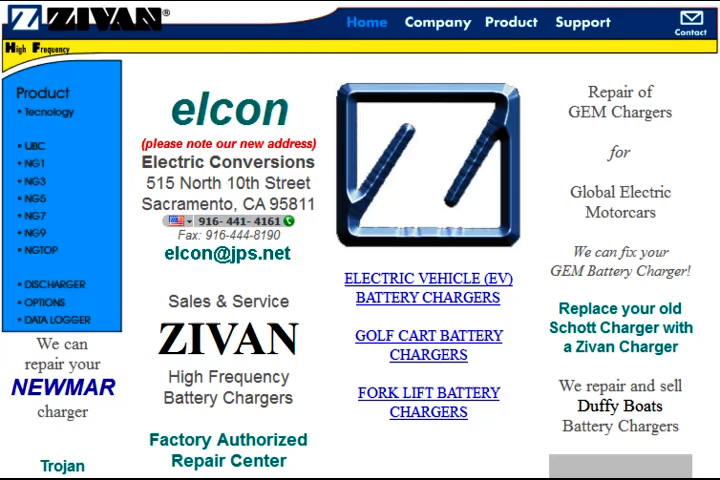 ZIVAN®
Home Company Product Support Contact
High Frequency
Product
• Tecnology
• UBC
• NG1
• NG3
• NG5
• NG7
• NG9
• NGTOP
• DISCHARGER
• OPTIONS
• DATA LOGGER
We can
repair your
NEWMAR
charger
Trojan
elcon
(please note our new address)
Electric Conversions
515 North 10th Street
Sacramento, CA 95811
916- 441- 4161
Fax: 916-444-8190
elcon@jps.net
Sales & Service
ZIVAN
High Frequency
Battery Chargers
Factory Authorized
Repair Center
ELECTRIC VEHICLE (EV)
BATTERY CHARGERS
GOLF CART BATTERY
CHARGERS
FORK LIFT BATTERY
CHARGERS
Repair of
GEM Chargers
for
Global Electric
Motorcars
We can fix your
GEM Battery Charger!
Replace your old
Schott Charger with
a Zivan Charger
We repair and sell
Duffy Boats
Battery Chargers